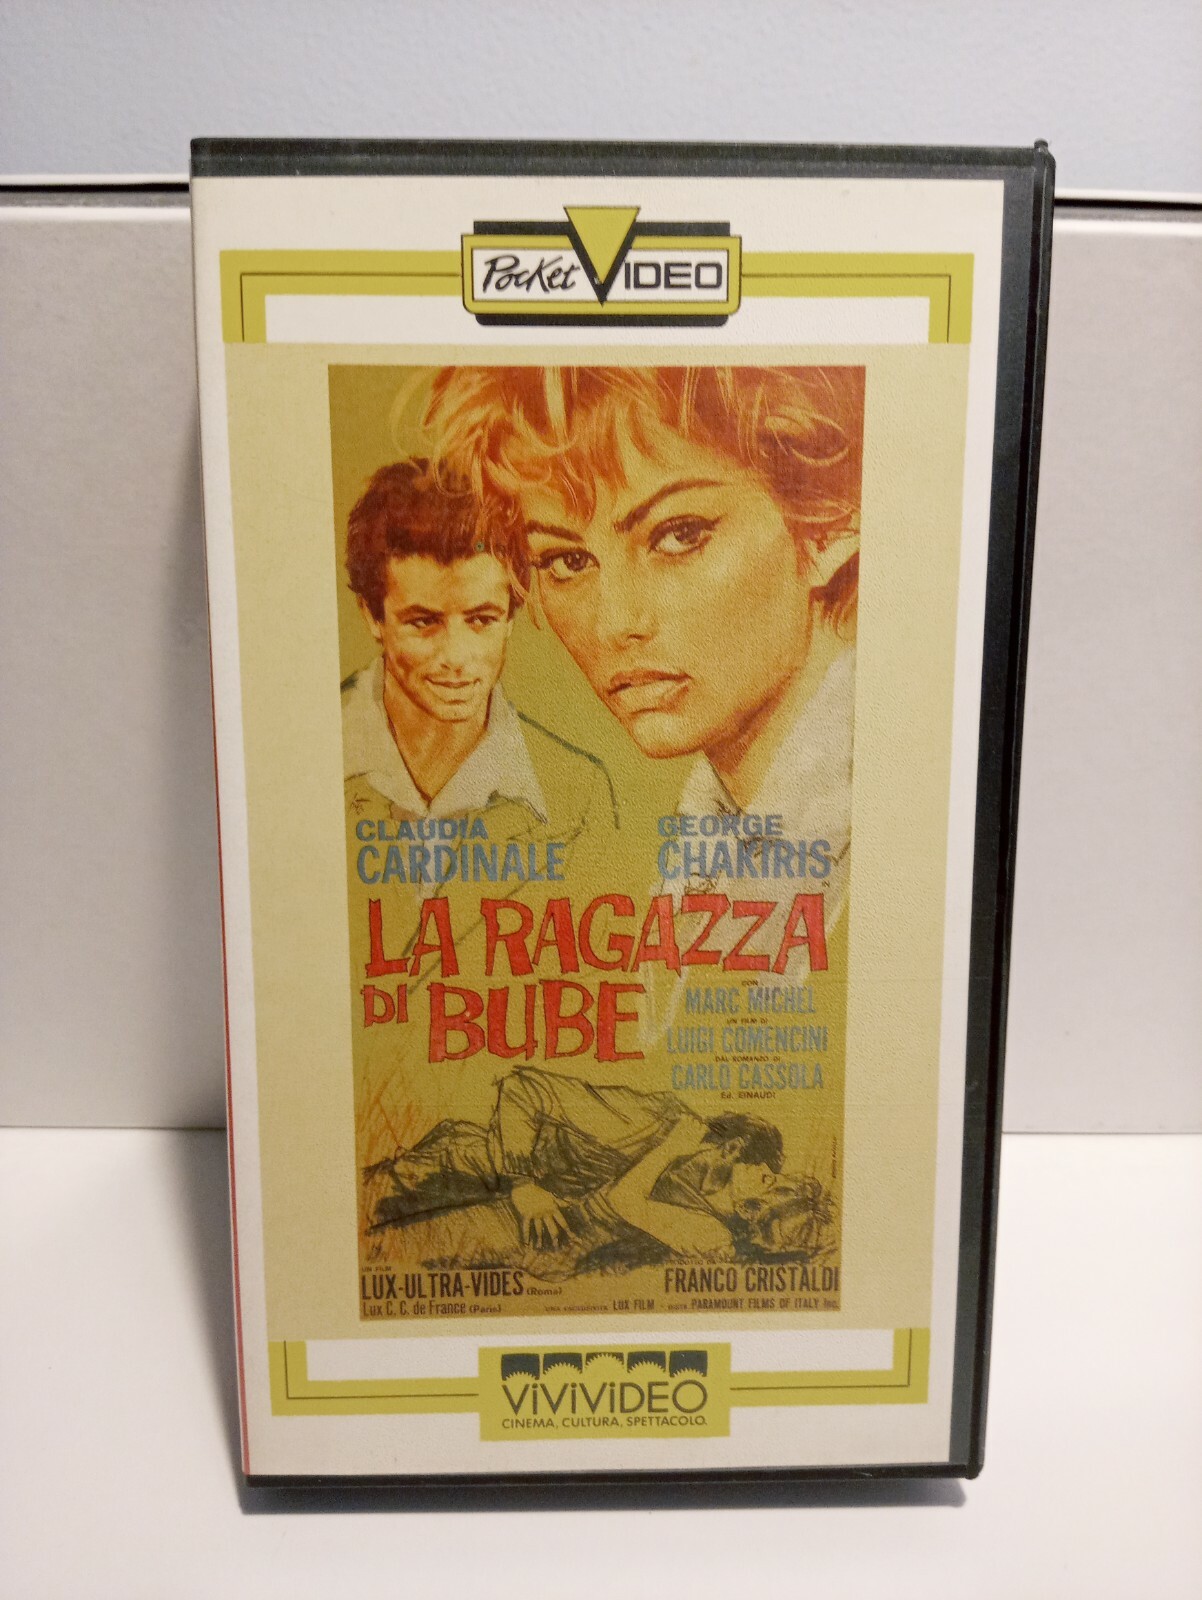 Pocket VIDEO
CLAUDIA
CARDINALE
GEORGE
CHAKIRIS
LA RAGAZZA
DI BUBE
CON
MARC MICHEL
UN FILM DI
LUIGI COMENCINI
DAL ROMANZO DI
CARLO CASSOLA
Ed. EINAUDI
UN FILM
LUX-ULTRA-VIDES (Roma)
Lux C. C. de France (Paris)
FRANCO CRISTALDI
UNA ESCLUSIVITÀ LUX FILM - PARAMOUNT FILMS OF ITALY Inc.
ViViViDEO
CINEMA, CULTURA, SPETTACOLO.